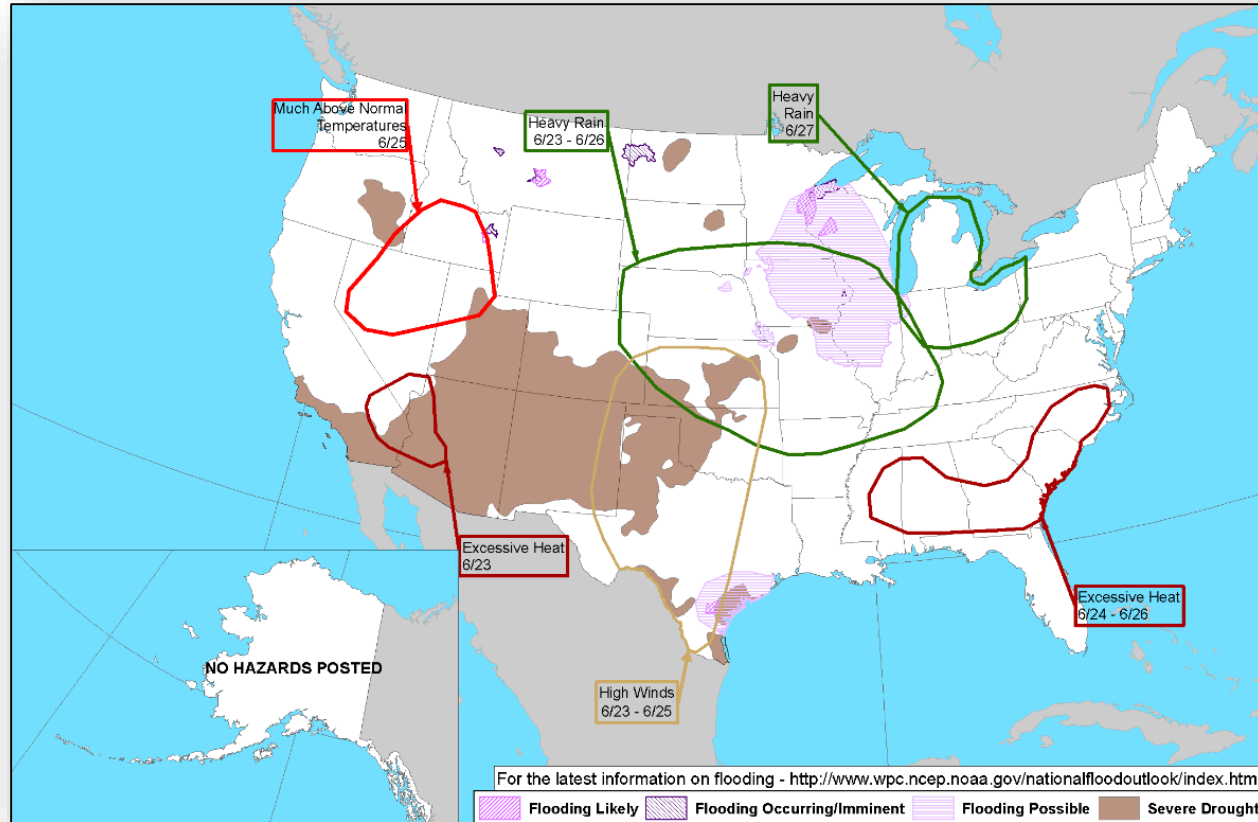 Much Above Normal
Temperatures
6/25
Heavy Rain
6/23 - 6/26
Heavy
Rain
6/27
Excessive Heat
6/23
Excessive Heat
6/24 - 6/26
NO HAZARDS POSTED
High Winds
6/23 - 6/25
For the latest information on flooding - http://www.wpc.ncep.noaa.gov/nationalfloodoutlook/index.htm
Flooding Likely
Flooding Occurring/Imminent
Flooding Possible
Severe Drought